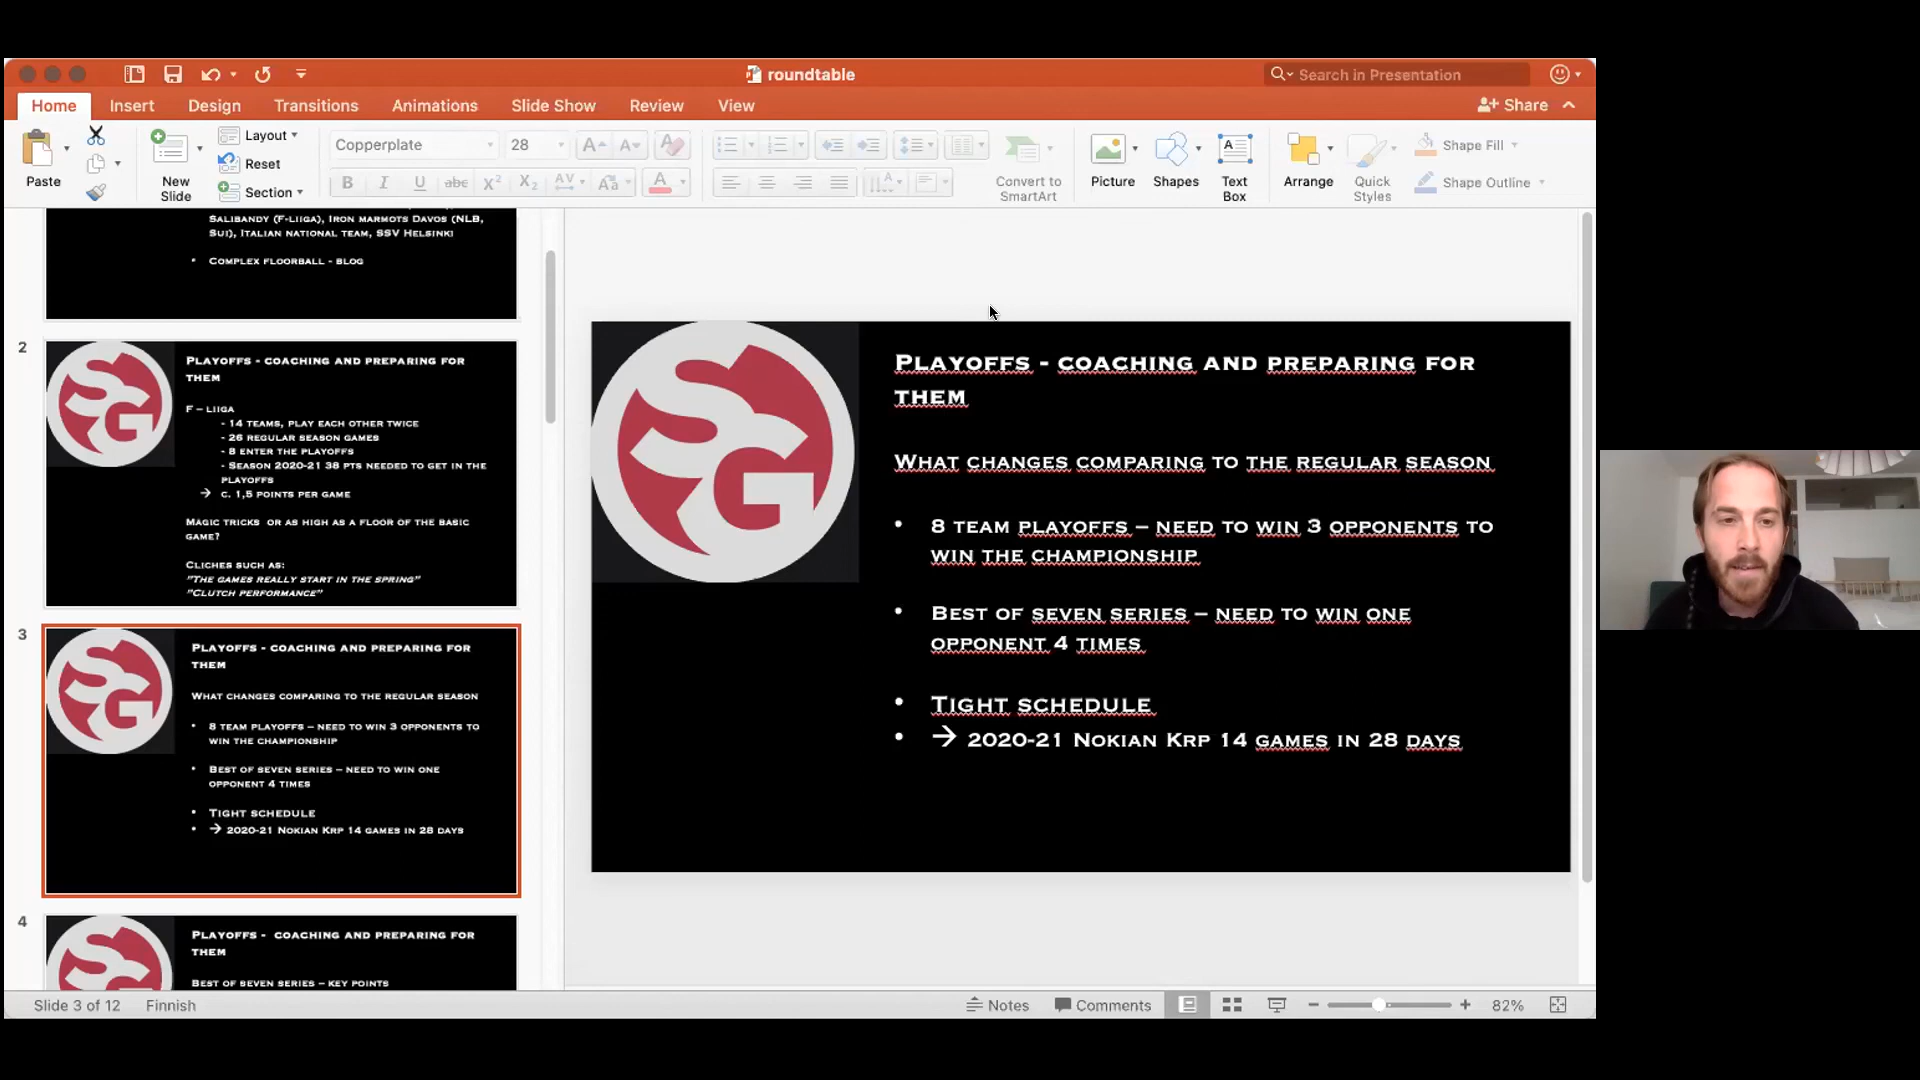 roundtable
Search in Presentation
Home
Insert
Design
Transitions
Animations
Slide Show
Review
View
Share
Paste
New
Slide
Layout
Reset
Section
Copperplate
28
Convert to
SmartArt
Picture
Shapes
Text
Box
Arrange
Quick
Styles
Shape Fill
Shape Outline
Salibandy (F-liiga), Iron marmots Davos (NLB,
Sui), Italian national team, SSV Helsinki
• Complex floorball - blog
2
Playoffs - coaching and preparing for
them
F – liiga
- 14 teams, play each other twice
- 26 regular season games
- 8 enter the playoffs
- Season 2020-21 38 pts needed to get in the
playoffs
→ c. 1,5 points per game
Magic tricks or as high as a floor of the basic
game?
Cliches such as:
"The games really start in the spring"
"Clutch performance"
3
Playoffs - coaching and preparing for
them
What changes comparing to the regular season
• 8 team playoffs – need to win 3 opponents to
win the championship
• Best of seven series – need to win one
opponent 4 times
• Tight schedule
• → 2020-21 Nokian Krp 14 games in 28 days
4
Playoffs - coaching and preparing for
them
Best of seven series – key points
SG
Playoffs - coaching and preparing for
them
What changes comparing to the regular season
• 8 team playoffs – need to win 3 opponents to
win the championship
• Best of seven series – need to win one
opponent 4 times
• Tight schedule
• → 2020-21 Nokian Krp 14 games in 28 days
Slide 3 of 12
Finnish
Notes
Comments
82%